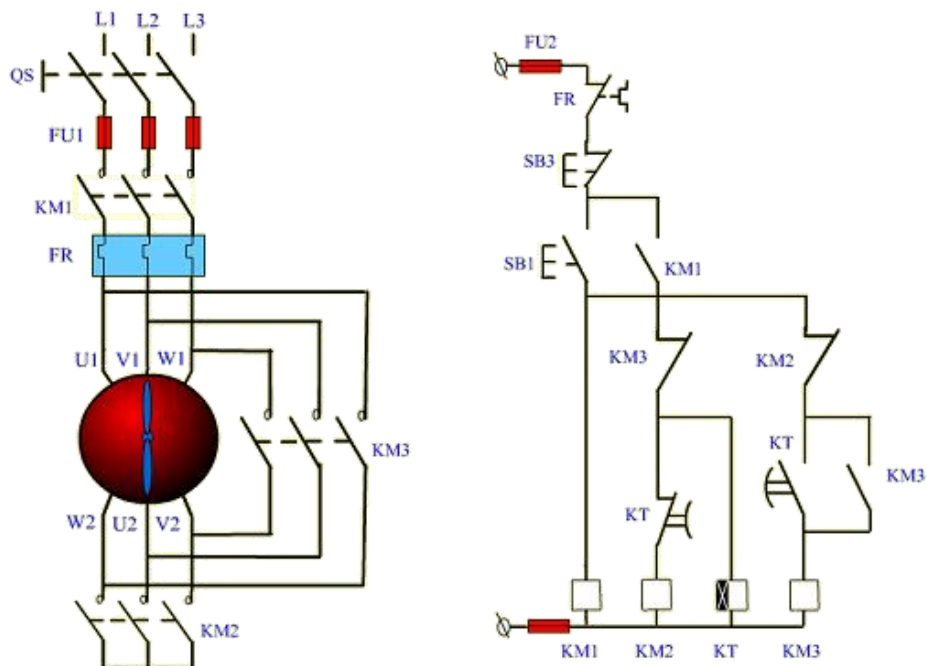 L1 L2 L3
QS
FU1
KM1
FR
U1 V1 W1
KM3
W2 U2 V2
KM2
FU2
FR
SB3
SB1
KM1
KM3
KM2
KT
KM3
KT
KM1 KM2 KT KM3